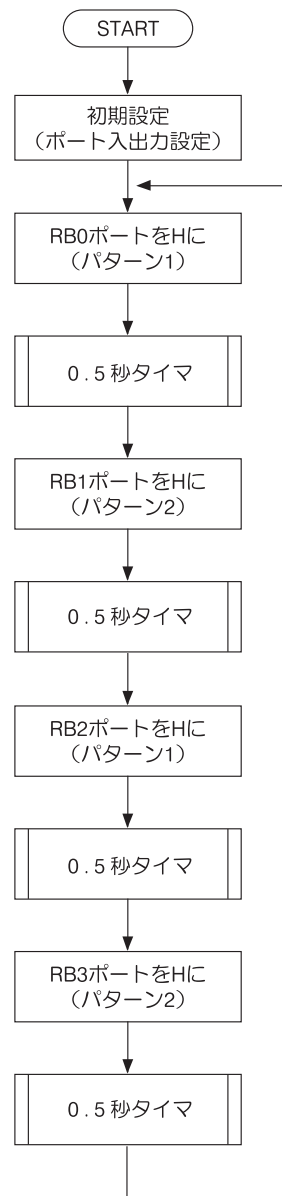 START
初期設定
（ポート入出力設定）
RB0ポートをHに
（パターン1）
0.5秒タイマ
RB1ポートをHに
（パターン2）
0.5秒タイマ
RB2ポートをHに
（パターン1）
0.5秒タイマ
RB3ポートをHに
（パターン2）
0.5秒タイマ